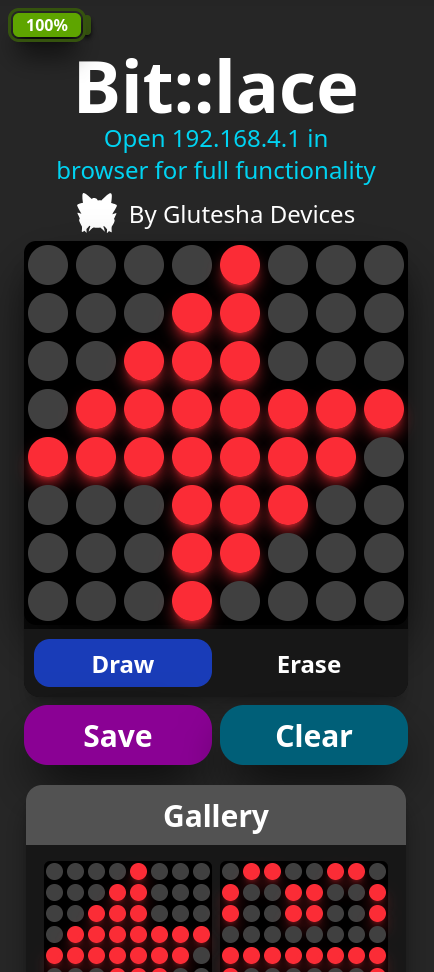 100%
Bit::lace
Open 192.168.4.1 in
browser for full functionality
By Glutesha Devices
Draw Erase
Save Clear
Gallery